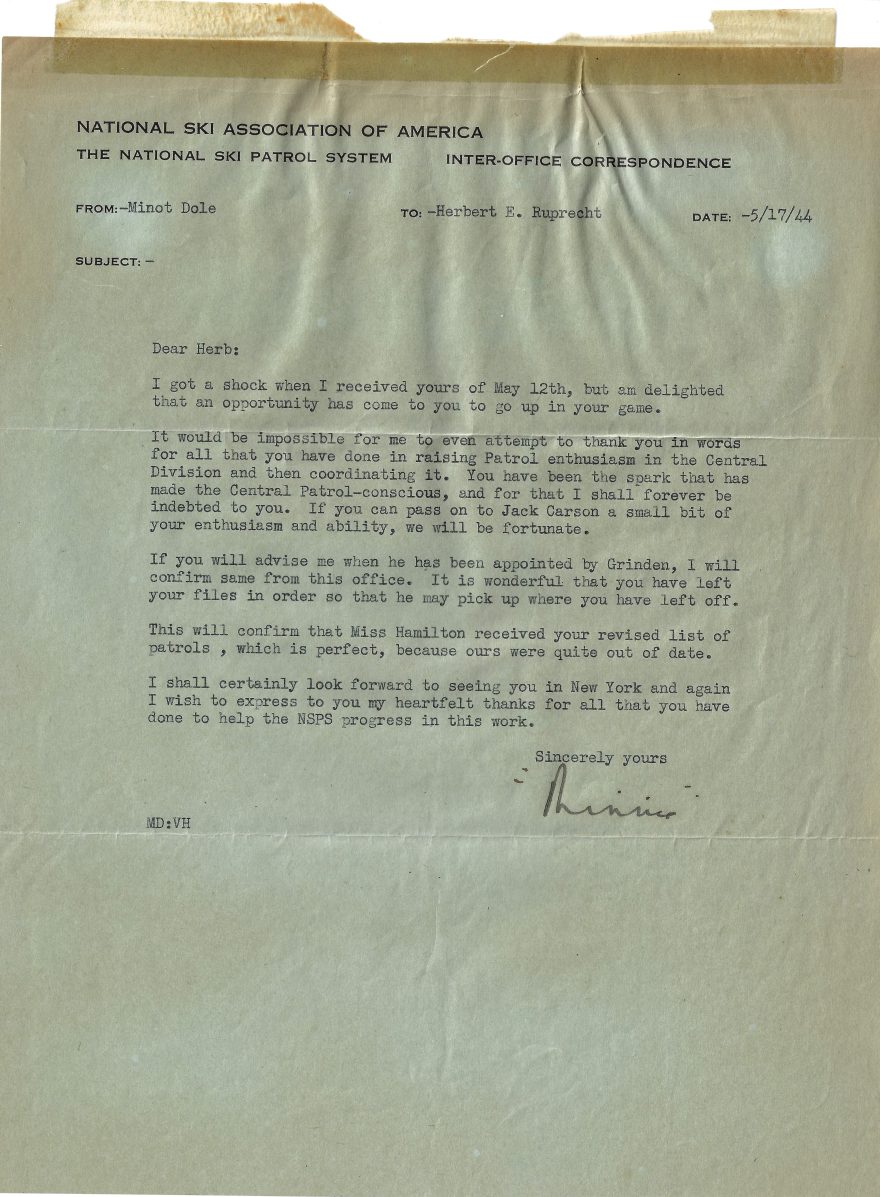 NATIONAL SKI ASSOCIATION OF AMERICA
THE NATIONAL SKI PATROL SYSTEM INTER-OFFICE CORRESPONDENCE
FROM:-Minot Dole TO: -Herbert E. Ruprecht DATE: -5/17/44
SUBJECT: -
Dear Herb:
I got a shock when I received yours of May 12th, but am delighted
that an opportunity has come to you to go up in your game.
It would be impossible for me to even attempt to thank you in words
for all that you have done in raising Patrol enthusiasm in the Central
Division and then coordinating it. You have been the spark that has
made the Central Patrol-conscious, and for that I shall forever be
indebted to you. If you can pass on to Jack Carson a small bit of
your enthusiasm and ability, we will be fortunate.
If you will advise me when he has been appointed by Grinden, I will
confirm same from this office. It is wonderful that you have left
your files in order so that he may pick up where you have left off.
This will confirm that Miss Hamilton received your revised list of
patrols , which is perfect, because ours were quite out of date.
I shall certainly look forward to seeing you in New York and again
I wish to express to you my heartfelt thanks for all that you have
done to help the NSPS progress in this work.
Sincerely yours
"Minnie"
MD:VH